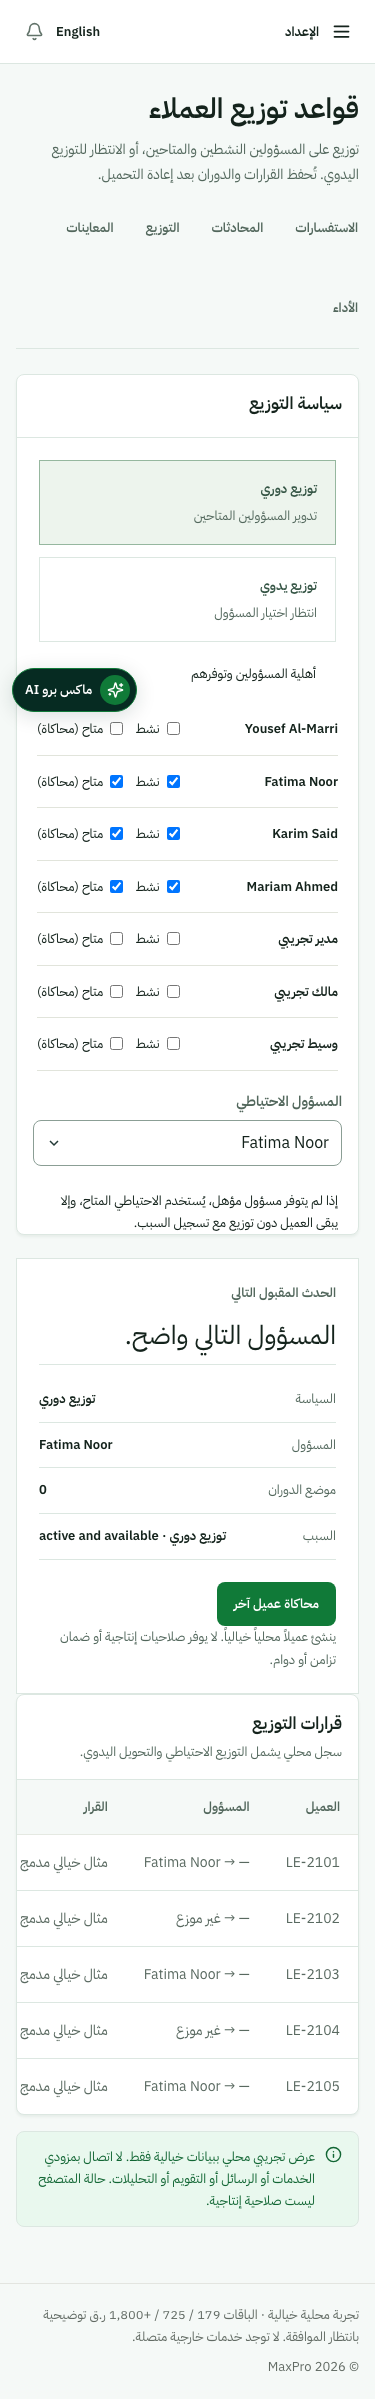 الإعداد
English
قواعد توزيع العملاء
توزيع على المسؤولين النشطين والمتاحين، أو الانتظار للتوزيع
اليدوي. تُحفظ القرارات والدوران بعد إعادة التحميل.
الاستفسارات المحادثات التوزيع المعاينات
الأداء
سياسة التوزيع
توزيع دوري
تدوير المسؤولين المتاحين
توزيع يدوي
انتظار اختيار المسؤول
أهلية المسؤولين وتوفرهم
ماكس برو AI
Yousef Al-Marri نشط متاح (محاكاة)
Fatima Noor نشط متاح (محاكاة)
Karim Said نشط متاح (محاكاة)
Mariam Ahmed نشط متاح (محاكاة)
مدير تجريبي نشط متاح (محاكاة)
مالك تجريبي نشط متاح (محاكاة)
وسيط تجريبي نشط متاح (محاكاة)
المسؤول الاحتياطي
Fatima Noor
إذا لم يتوفر مسؤول مؤهل، يُستخدم الاحتياطي المتاح، وإلا
يبقى العميل دون توزيع مع تسجيل السبب.
الحدث المقبول التالي
المسؤول التالي واضح.
السياسة توزيع دوري
المسؤول Fatima Noor
موضع الدوران 0
السبب توزيع دوري · active and available
محاكاة عميل آخر
ينشئ عميلاً محلياً خيالياً. لا يوفر صلاحيات إنتاجية أو ضمان
تزامن أو دوام.
قرارات التوزيع
سجل محلي يشمل التوزيع الاحتياطي والتحويل اليدوي.
العميل المسؤول القرار
LE-2101 — → Fatima Noor مثال خيالي مدمج
LE-2102 — → غير موزع مثال خيالي مدمج
LE-2103 — → Fatima Noor مثال خيالي مدمج
LE-2104 — → غير موزع مثال خيالي مدمج
LE-2105 — → Fatima Noor مثال خيالي مدمج
عرض تجريبي محلي ببيانات خيالية فقط. لا اتصال بمزودي
الخدمات أو الرسائل أو التقويم أو التحليلات. حالة المتصفح
ليست صلاحية إنتاجية.
تجربة محلية خيالية · الباقات 179 / 725 / +1,800 ر.ق توضيحية
بانتظار الموافقة. لا توجد خدمات خارجية متصلة.
© 2026 MaxPro